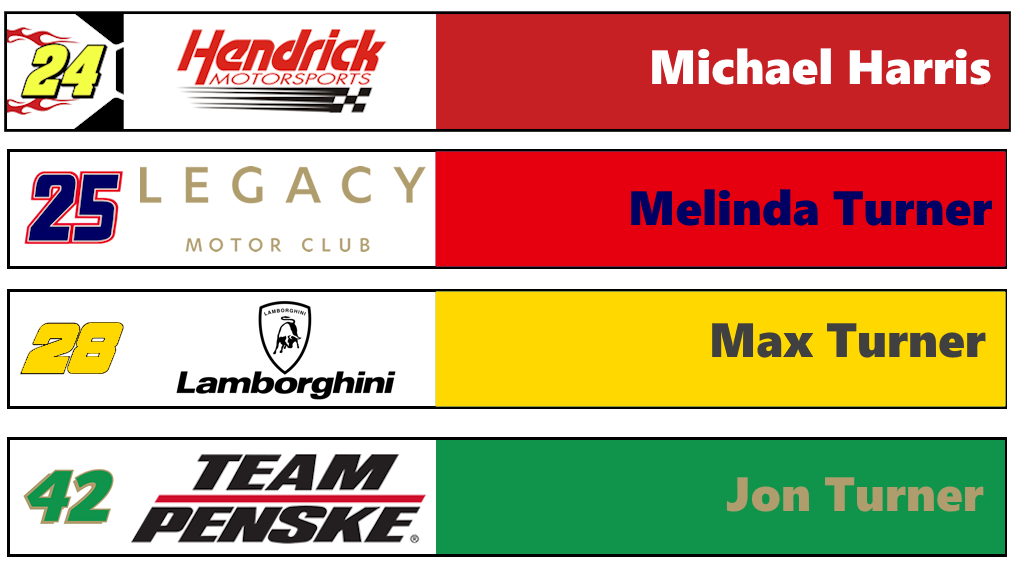 24
Hendrick
MOTORSPORTS
Michael Harris
25
LEGACY
MOTOR CLUB
Melinda Turner
28
LAMBORGHINI
Lamborghini
Max Turner
42
TEAM
PENSKE®
Jon Turner